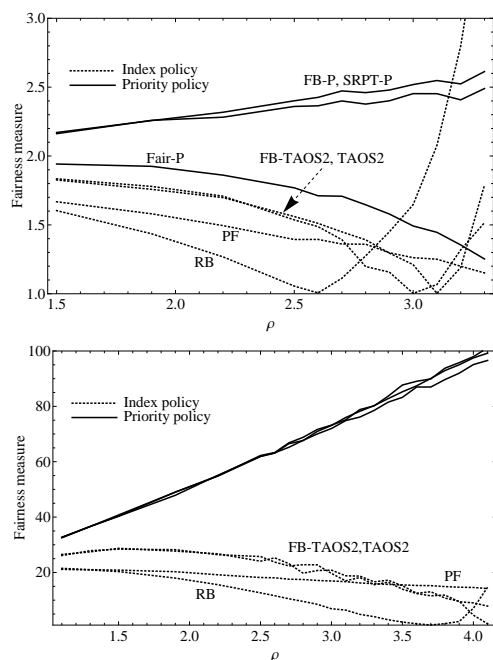 3.0
2.5
2.0
1.5
1.0
Fairness measure
Index policy
Priority policy
FB-P, SRPT-P
Fair-P
FB-TAOS2, TAOS2
PF
RB
1.5 2.0 2.5 3.0
ρ
100
80
60
40
20
Fairness measure
Index policy
Priority policy
FB-TAOS2,TAOS2
PF
RB
1.5 2.0 2.5 3.0 3.5 4.0
ρ